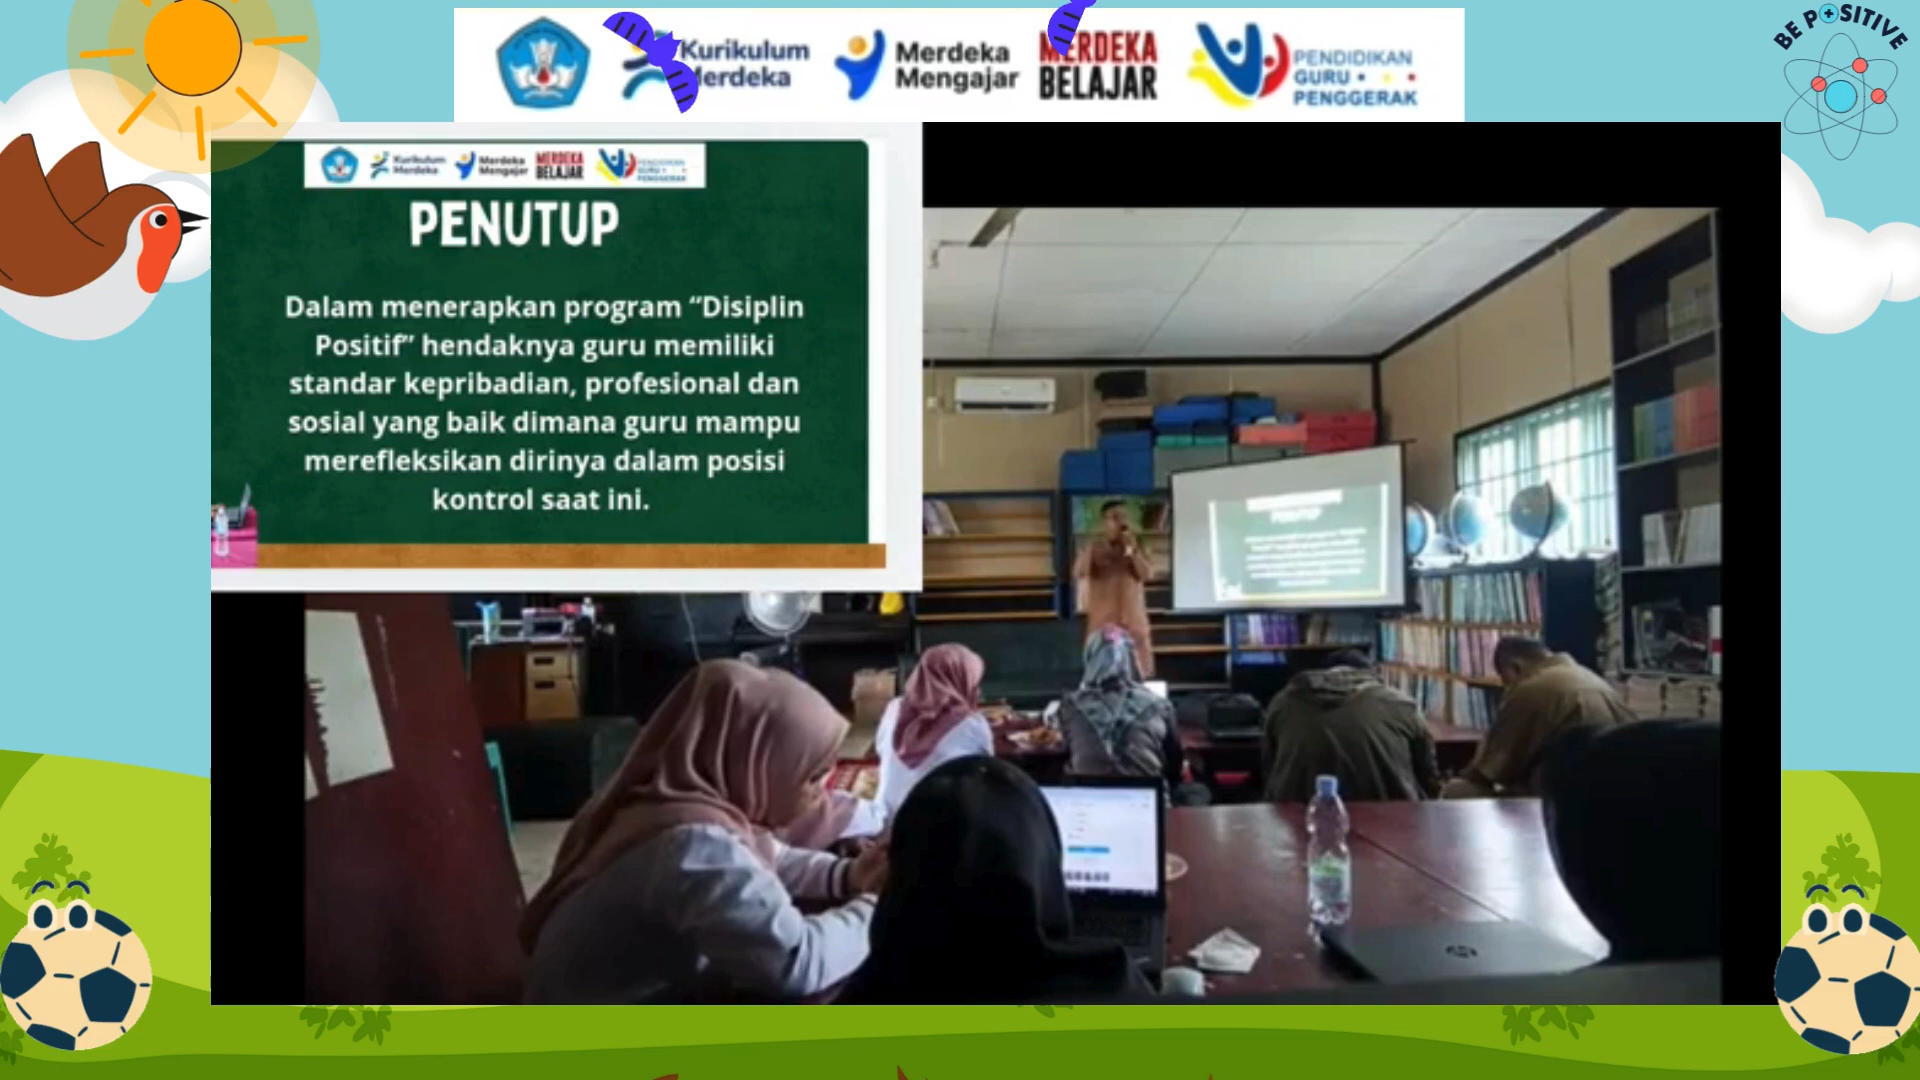 Kurikulum
Merdeka
Merdeka
Mengajar
MERDEKA
BELAJAR
PENDIDIKAN
GURU
PENGGERAK
BE POSITIVE
Kurikulum
Merdeka
Merdeka
Mengajar
MERDEKA
BELAJAR
PENDIDIKAN
GURU
PENGGERAK
PENUTUP
Dalam menerapkan program “Disiplin
Positif” hendaknya guru memiliki
standar kepribadian, profesional dan
sosial yang baik dimana guru mampu
merefleksikan dirinya dalam posisi
kontrol saat ini.
hp